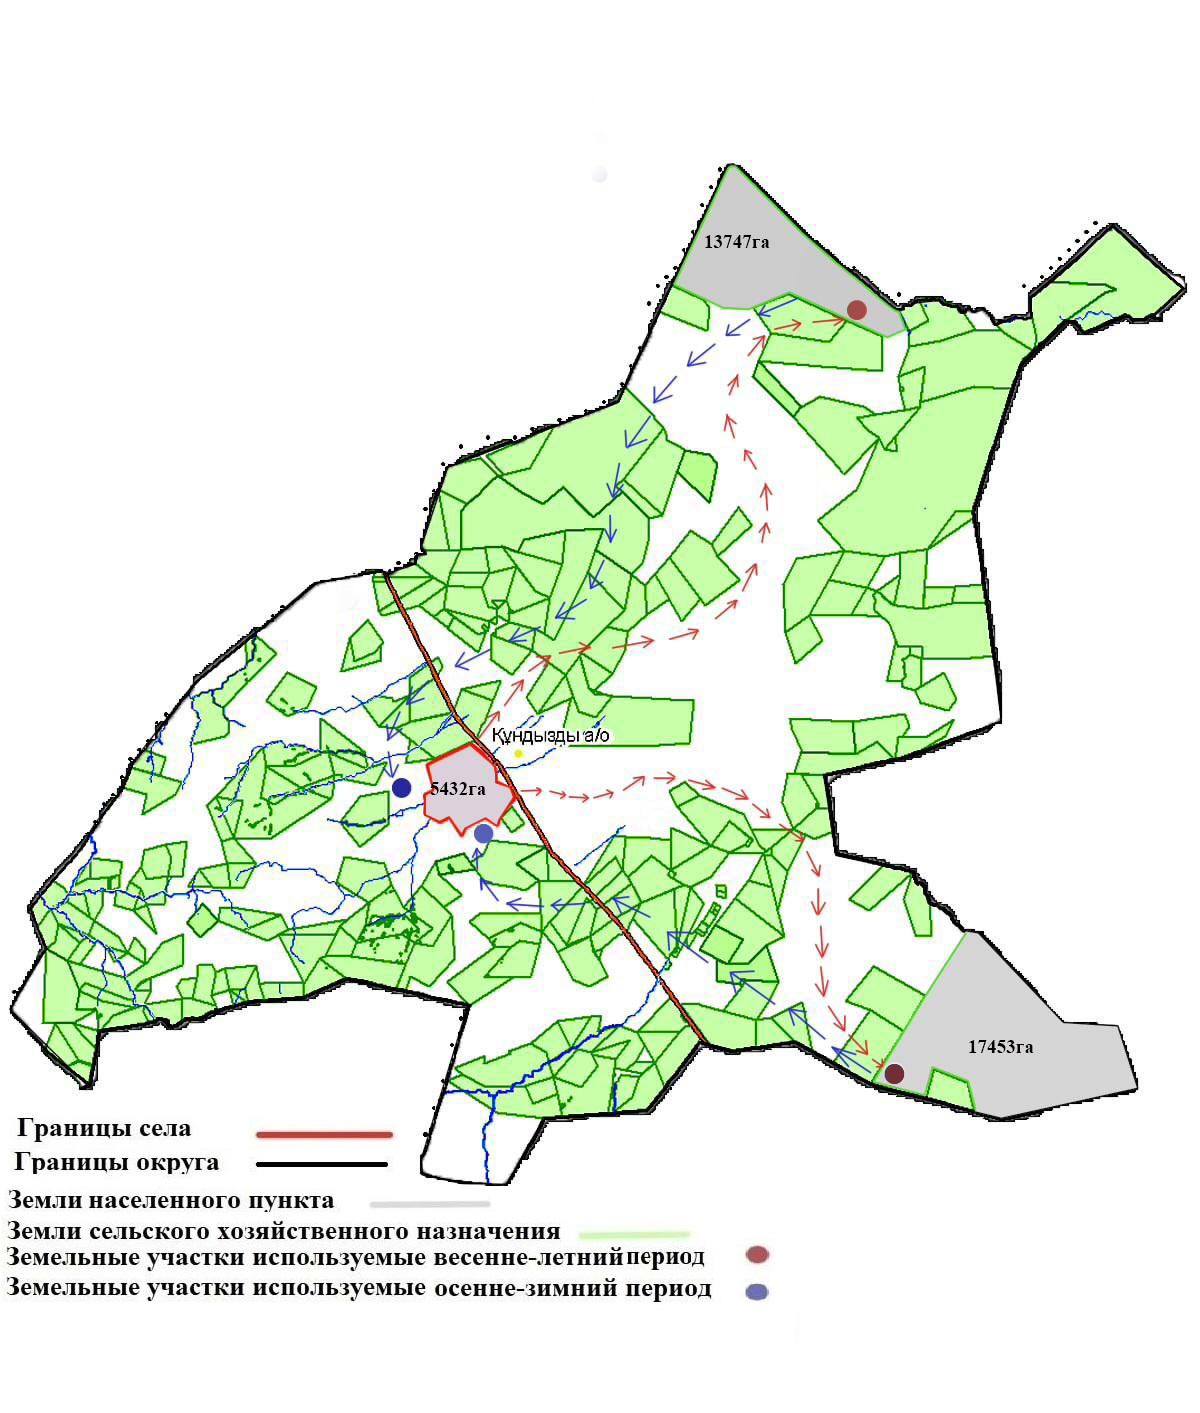 13747га
Құндызды а/о
5432га
17453га
Границы села
Границы округа
Земли населенного пункта
Земли сельского хозяйственного назначения
Земельные участки используемые весенне-летний период
Земельные участки используемые осенне-зимний период